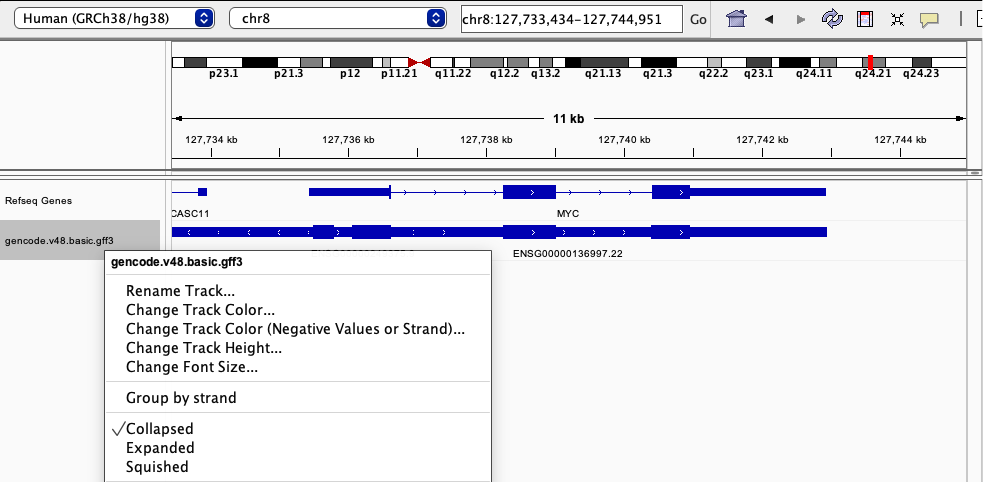 Human (GRCh38/hg38) chr8 chr8:127,733,434-127,744,951 Go
p23.1 p21.3 p12 p11.21 q11.22 q12.2 q13.2 q21.13 q21.3 q22.2 q23.1 q24.11 q24.21 q24.23
11 kb
127,734 kb 127,736 kb 127,738 kb 127,740 kb 127,742 kb 127,744 kb
Refseq Genes
CASC11 MYC
gencode.v48.basic.gff3
ENSG00000136997.22
gencode.v48.basic.gff3
Rename Track...
Change Track Color...
Change Track Color (Negative Values or Strand)...
Change Track Height...
Change Font Size...
Group by strand
✓Collapsed
Expanded
Squished